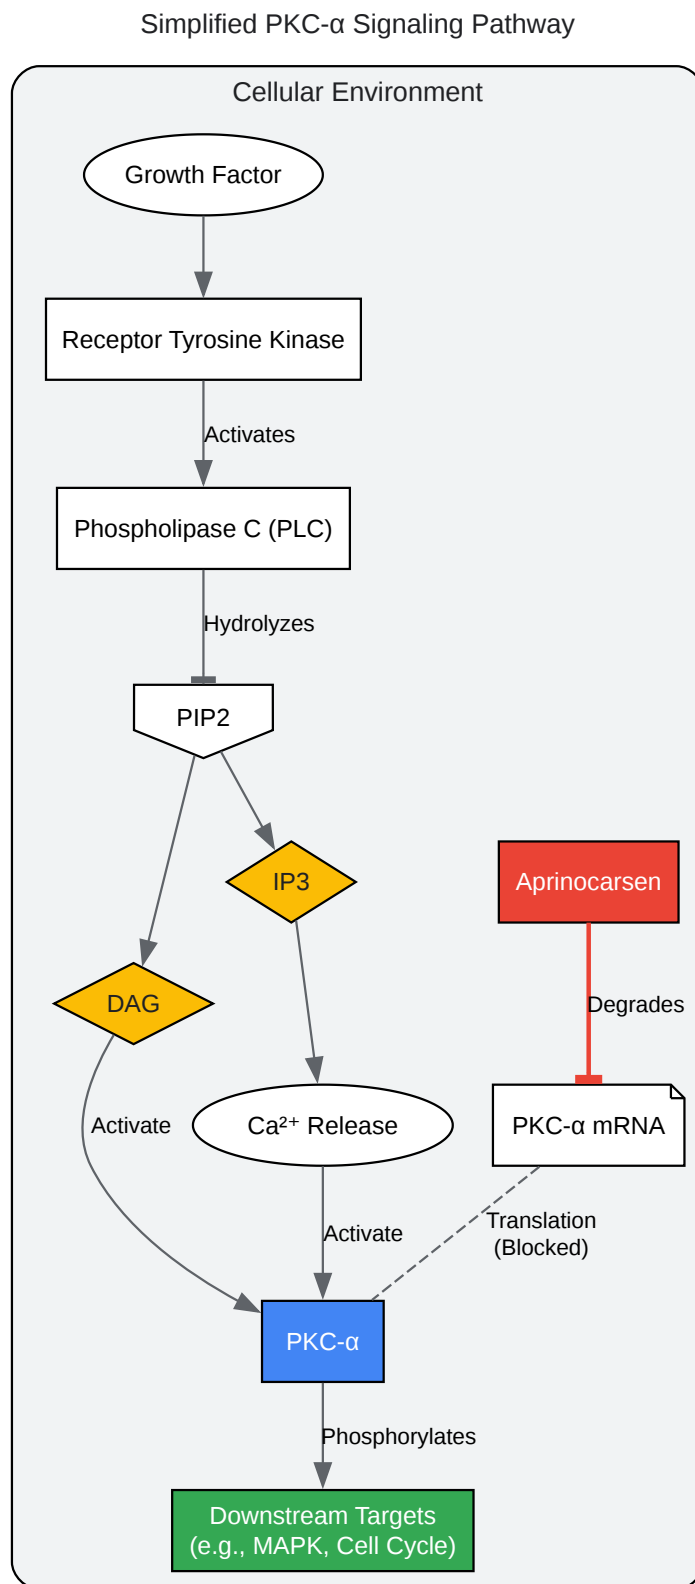 Simplified PKC-α Signaling Pathway
Cellular Environment
Growth Factor
Receptor Tyrosine Kinase
Activates
Phospholipase C (PLC)
Hydrolyzes
PIP2
IP3
Aprinocarsen
DAG
Degrades
Activate
Ca²⁺ Release
PKC-α mRNA
Translation
(Blocked)
Activate
PKC-α
Phosphorylates
Downstream Targets
(e.g., MAPK, Cell Cycle)